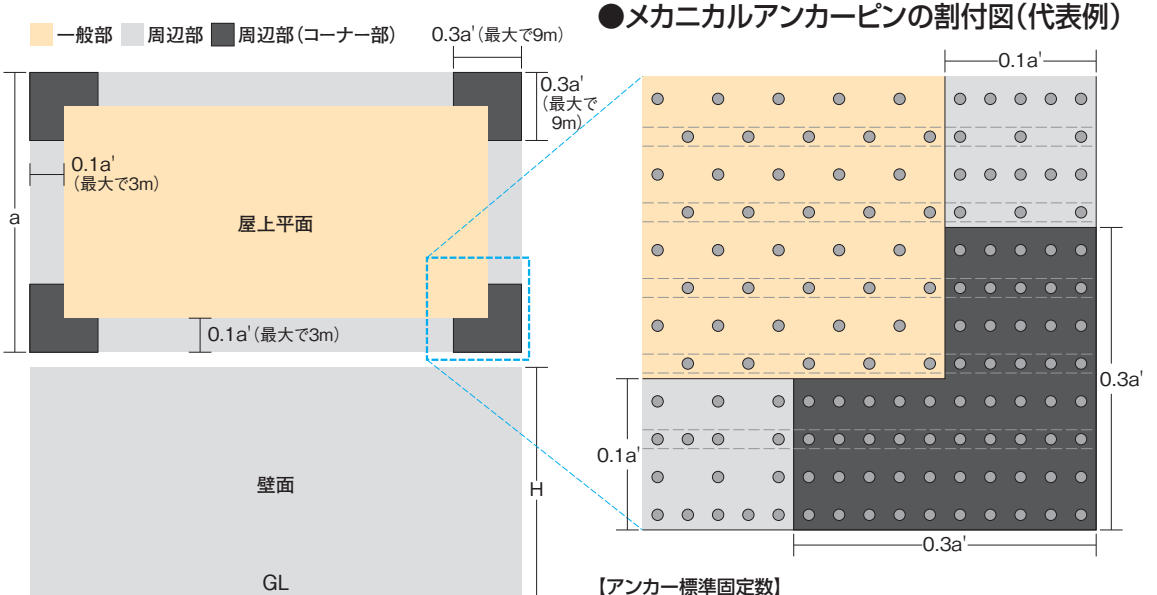 ●メカニカルアンカーピンの割付図(代表例)
一般部 周辺部 周辺部(コーナー部)
0.3a'(最大で9m)
0.3a'
(最大で
9m)
0.1a'
(最大で3m)
a
屋上平面
0.1a'(最大で3m)
壁面
H
GL
0.1a'
0.3a'
0.1a'
0.3a'
【アンカー標準固定数】